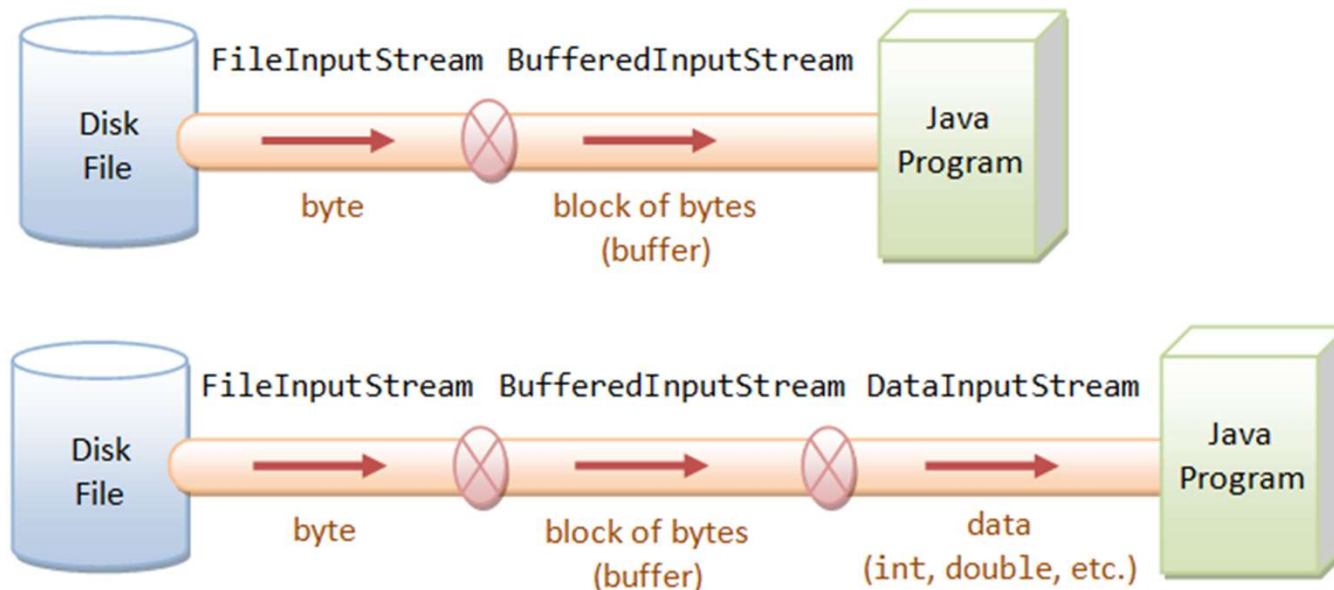 FileInputStream BufferedInputStream
Disk
File
Java
Program
byte
block of bytes
(buffer)
FileInputStream BufferedInputStream DataInputStream
Disk
File
Java
Program
byte
block of bytes
(buffer)
data
(int, double, etc.)